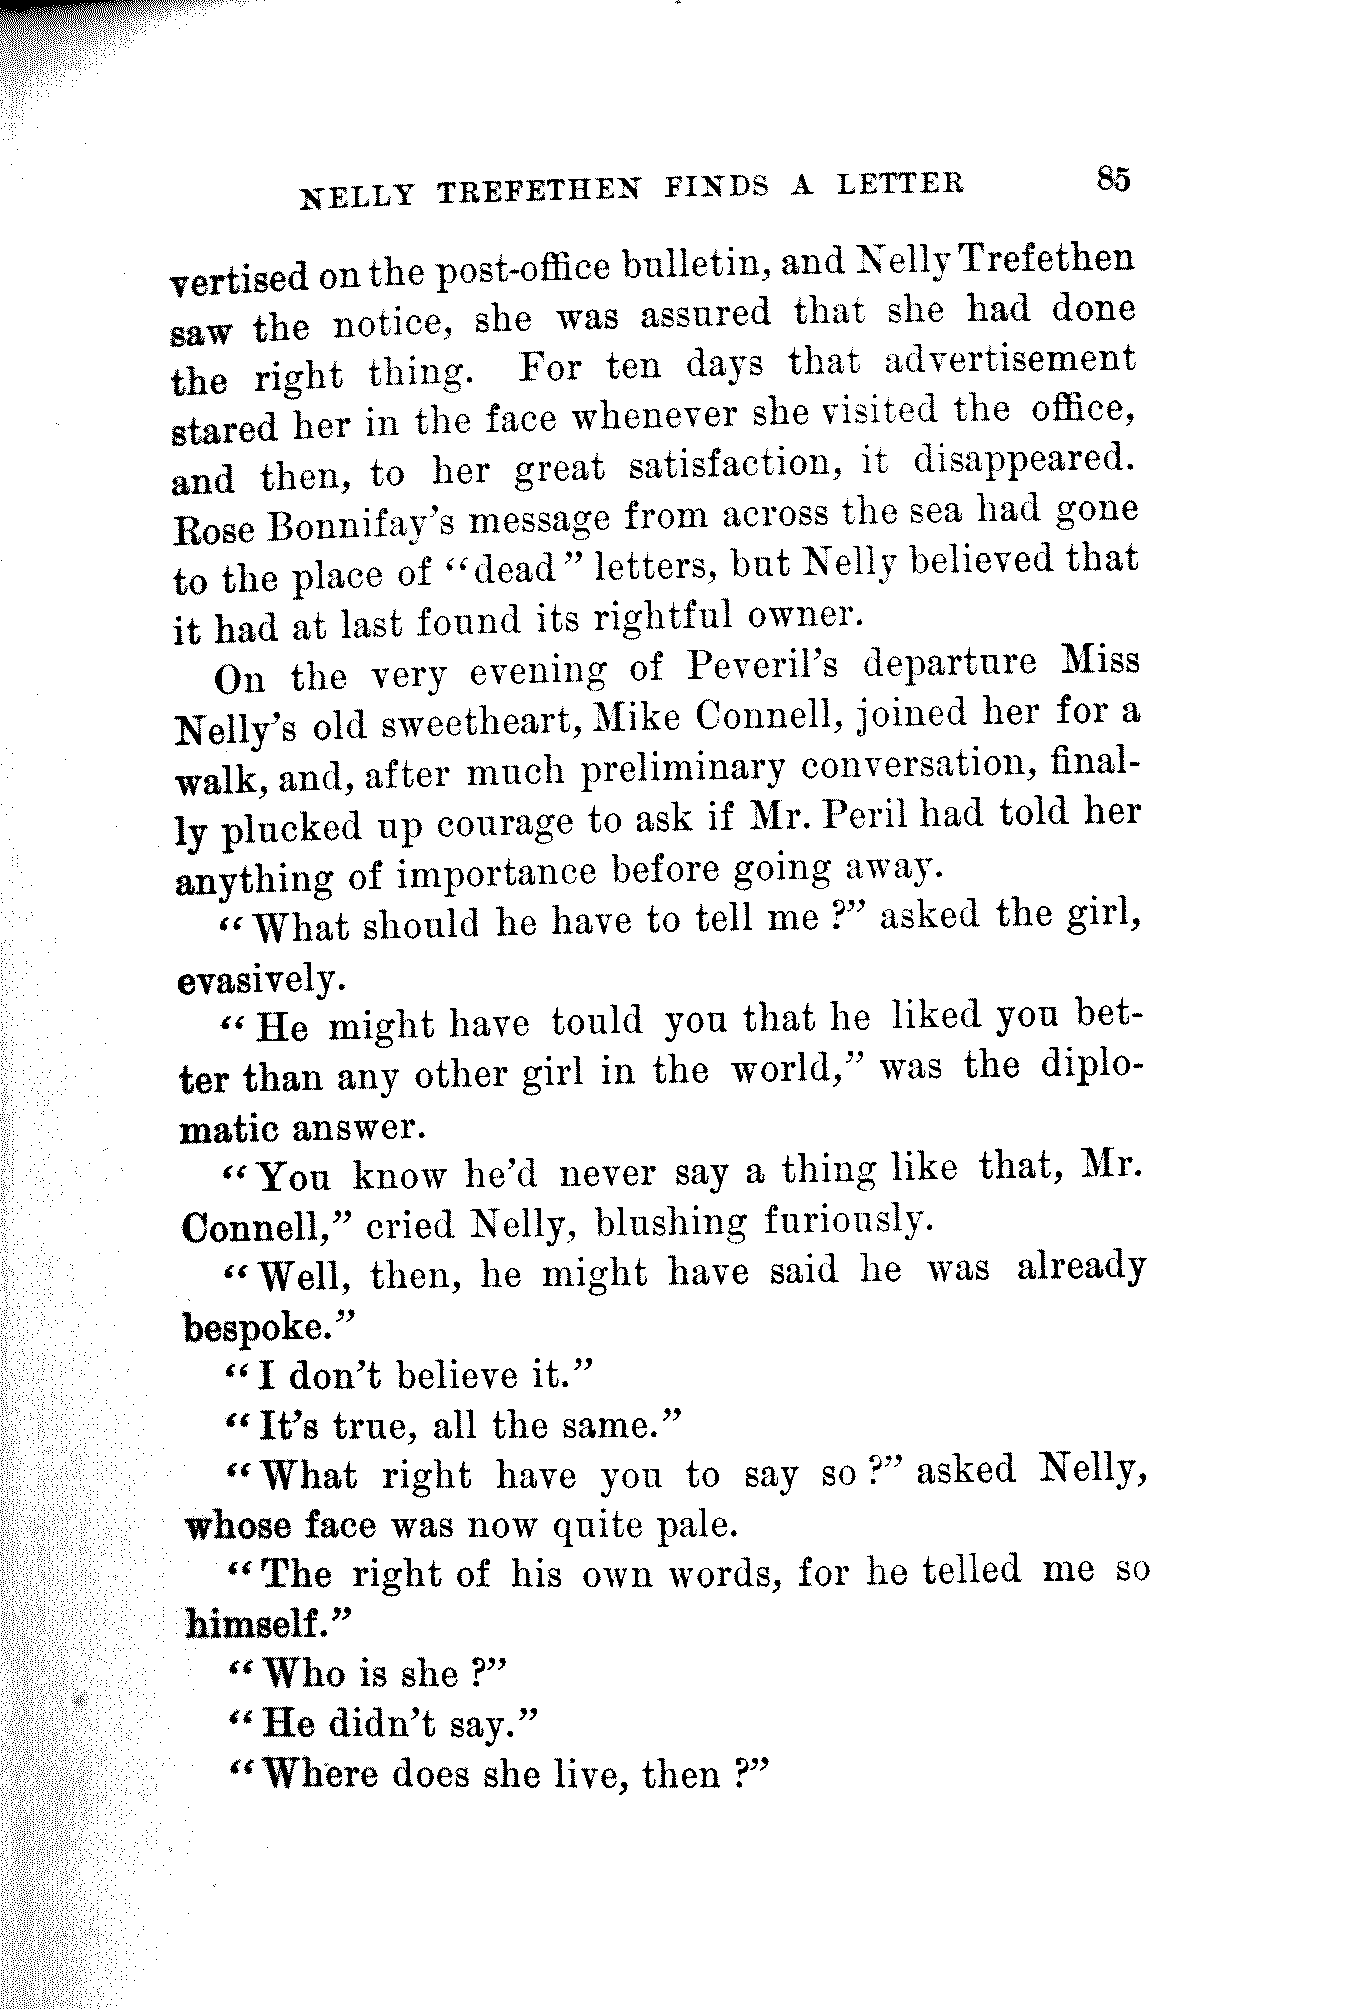 NELLY TREFETHEN FINDS A LETTER 85
vertised on the post-office bulletin, and Nelly Trefethen
saw the notice, she was assured that she had done
the right thing. For ten days that advertisement
stared her in the face whenever she visited the office,
and then, to her great satisfaction, it disappeared.
Rose Bonnifay's message from across the sea had gone
to the place of “dead” letters, but Nelly believed that
it had at last found its rightful owner.
On the very evening of Peveril's departure Miss
Nelly's old sweetheart, Mike Connell, joined her for a
walk, and, after much preliminary conversation, final-
ly plucked up courage to ask if Mr. Peril had told her
anything of importance before going away.
“What should he have to tell me?” asked the girl,
evasively.
“He might have tould you that he liked you bet-
ter than any other girl in the world,” was the diplo-
matic answer.
“You know he'd never say a thing like that, Mr.
Connell,” cried Nelly, blushing furiously.
“Well, then, he might have said he was already
bespoke.”
“I don't believe it.”
“It's true, all the same.”
“What right have you to say so?” asked Nelly,
whose face was now quite pale.
“The right of his own words, for he telled me so
himself.”
“Who is she?”
“He didn't say.”
“Where does she live, then?”